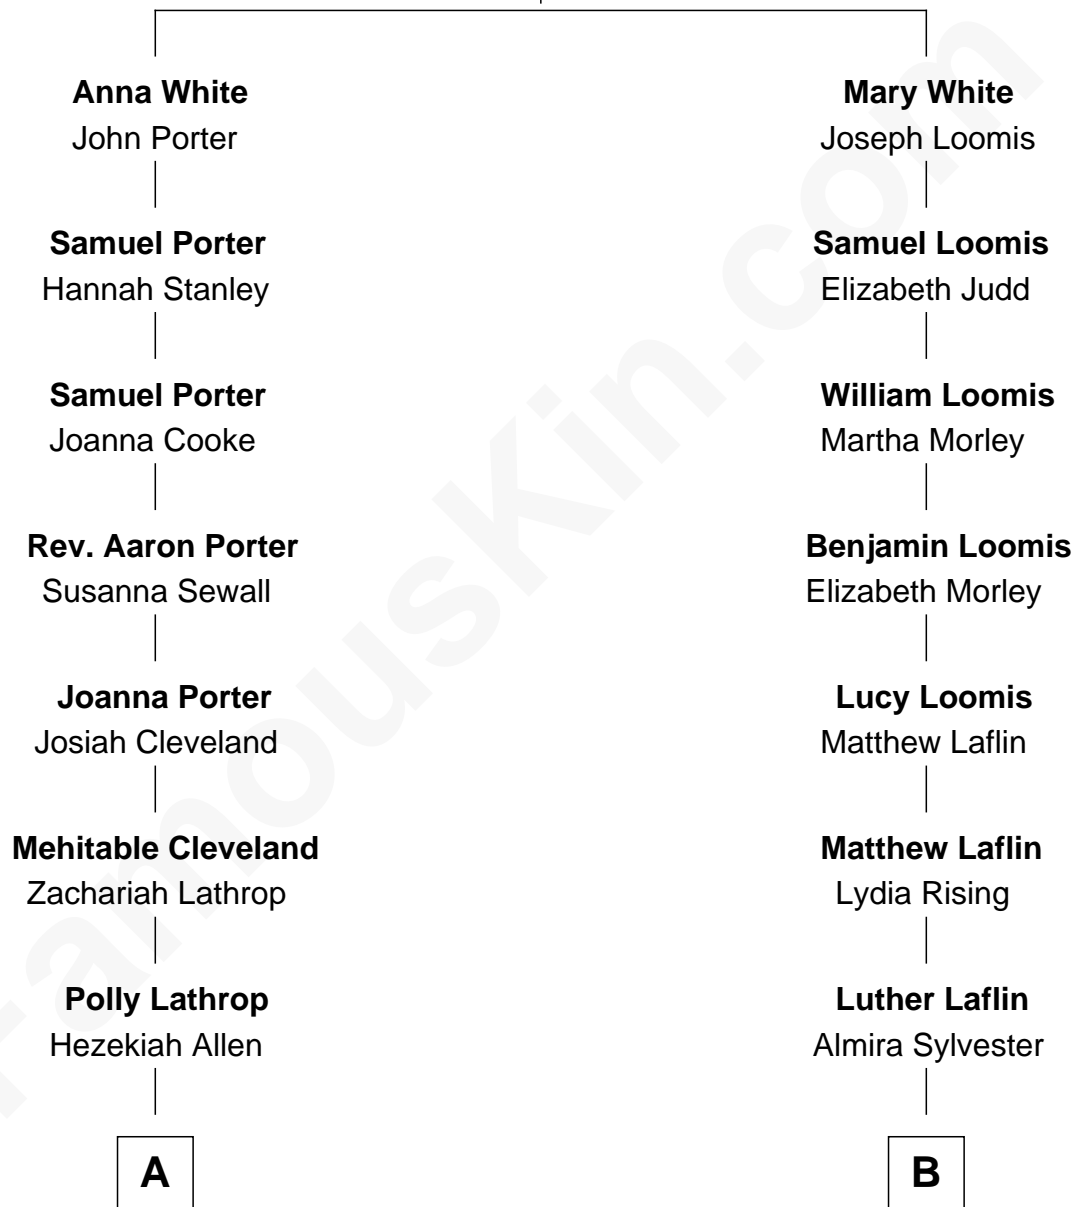 Anna White
John Porter
Samuel Porter
Hannah Stanley
Samuel Porter
Joanna Cooke
Rev. Aaron Porter
Susanna Sewall
Joanna Porter
Josiah Cleveland
Mehitable Cleveland
Zachariah Lathrop
Polly Lathrop
Hezekiah Allen
A
Mary White
Joseph Loomis
Samuel Loomis
Elizabeth Judd
William Loomis
Martha Morley
Benjamin Loomis
Elizabeth Morley
Lucy Loomis
Matthew Laflin
Matthew Laflin
Lydia Rising
Luther Laflin
Almira Sylvester
B
FamousKin.com